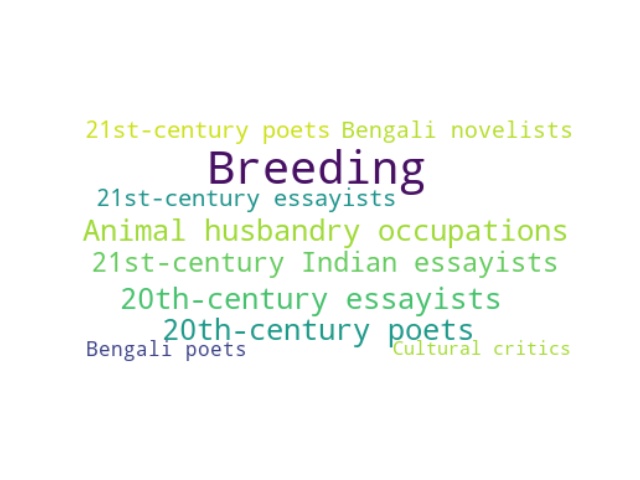 21st-century poets Bengali novelists
Breeding
21st-century essayists
Animal husbandry occupations
21st-century Indian essayists
20th-century essayists
20th-century poets
Bengali poets Cultural critics